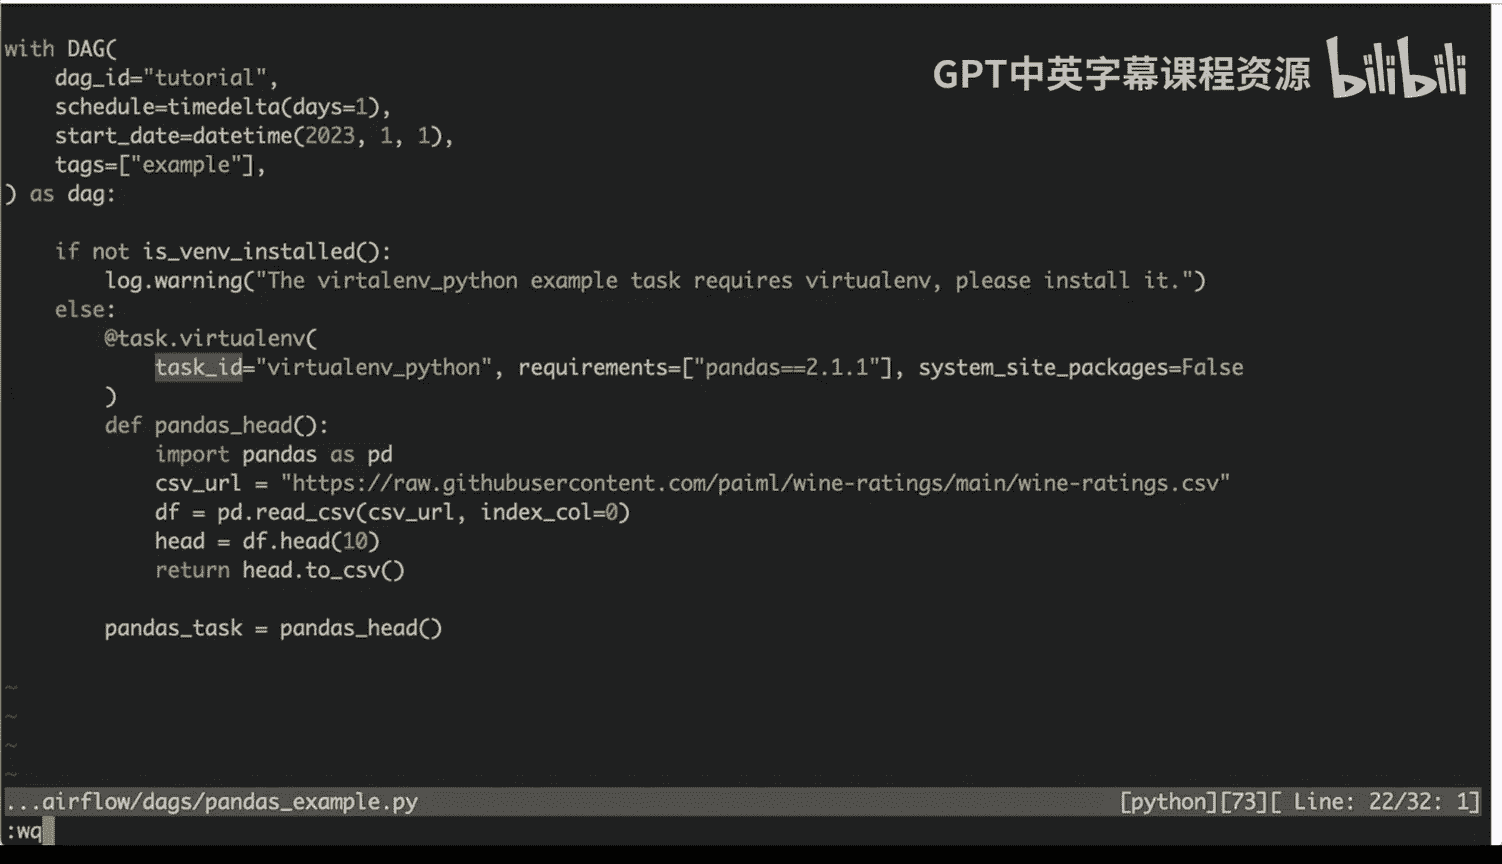 GPT中英字幕课程资源 bilibili
with DAG(
    dag_id="tutorial",
    schedule=timedelta(days=1),
    start_date=datetime(2023, 1, 1),
    tags=["example"],
) as dag:
    if not is_venv_installed():
        log.warning("The virtalenv_python example task requires virtualenv, please install it.")
    else:
        @task.virtualenv(
            task_id="virtualenv_python", requirements=["pandas==2.1.1"], system_site_packages=False
        )
        def pandas_head():
            import pandas as pd
            csv_url = "https://raw.githubusercontent.com/paiml/wine-ratings/main/wine-ratings.csv"
            df = pd.read_csv(csv_url, index_col=0)
            head = df.head(10)
            return head.to_csv()
        pandas_task = pandas_head()
~
~
~
~
...airflow/dags/pandas_example.py [python][73][ Line: 22/32: 1]
:wq